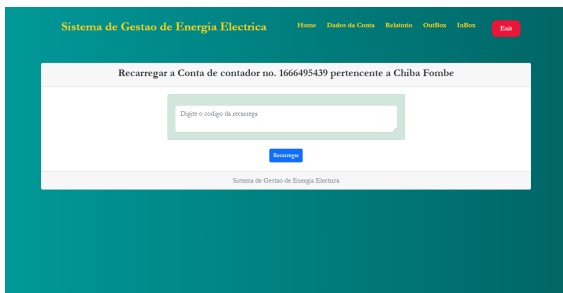 Sistema de Gestao de Energia Electrica
Home Dados da Conta Relatorio OutBox InBox Exit
Recarregar a Conta de contador no. 1666495439 pertencente a Chiba Fombe
Digite o codigo da recarrega
Recarregar
Sistema de Gestao de Energia Electrica